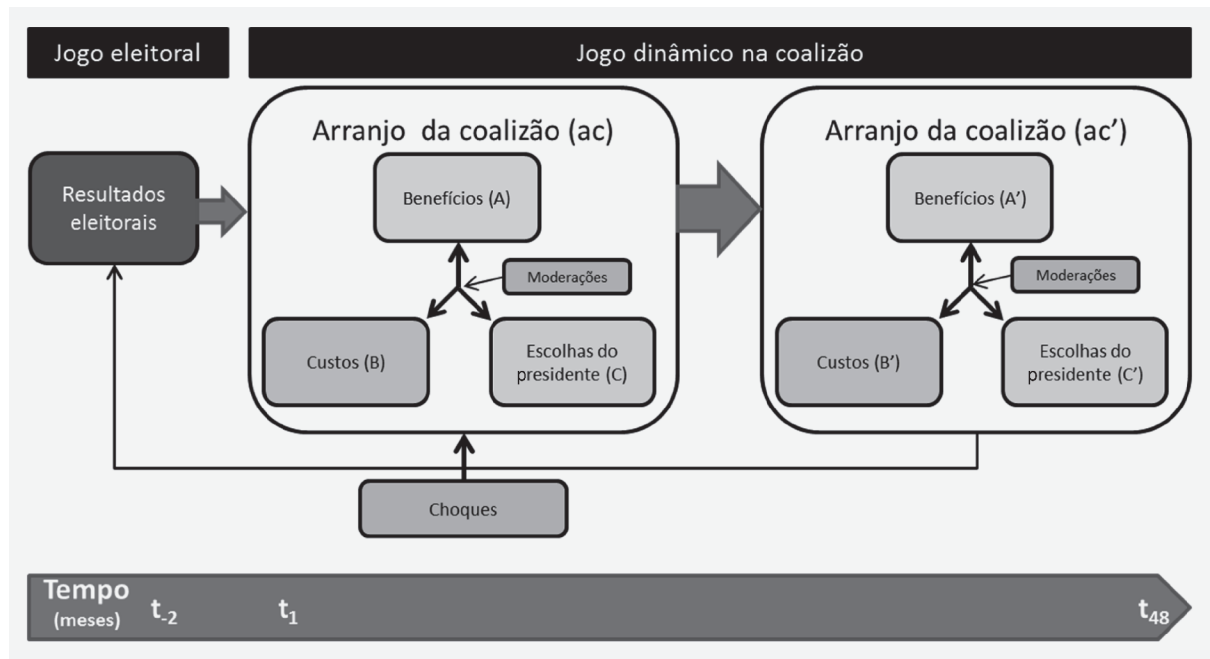 Jogo eleitoral
Jogo dinâmico na coalizão
Resultados
eleitorais
Arranjo da coalizão (ac)
Benefícios (A)
Moderações
Custos (B)
Escolhas do
presidente (C)
Arranjo da coalizão (ac’)
Benefícios (A’)
Moderações
Custos (B’)
Escolhas do
presidente (C’)
Choques
Tempo
(meses)
t-2
t1
t48